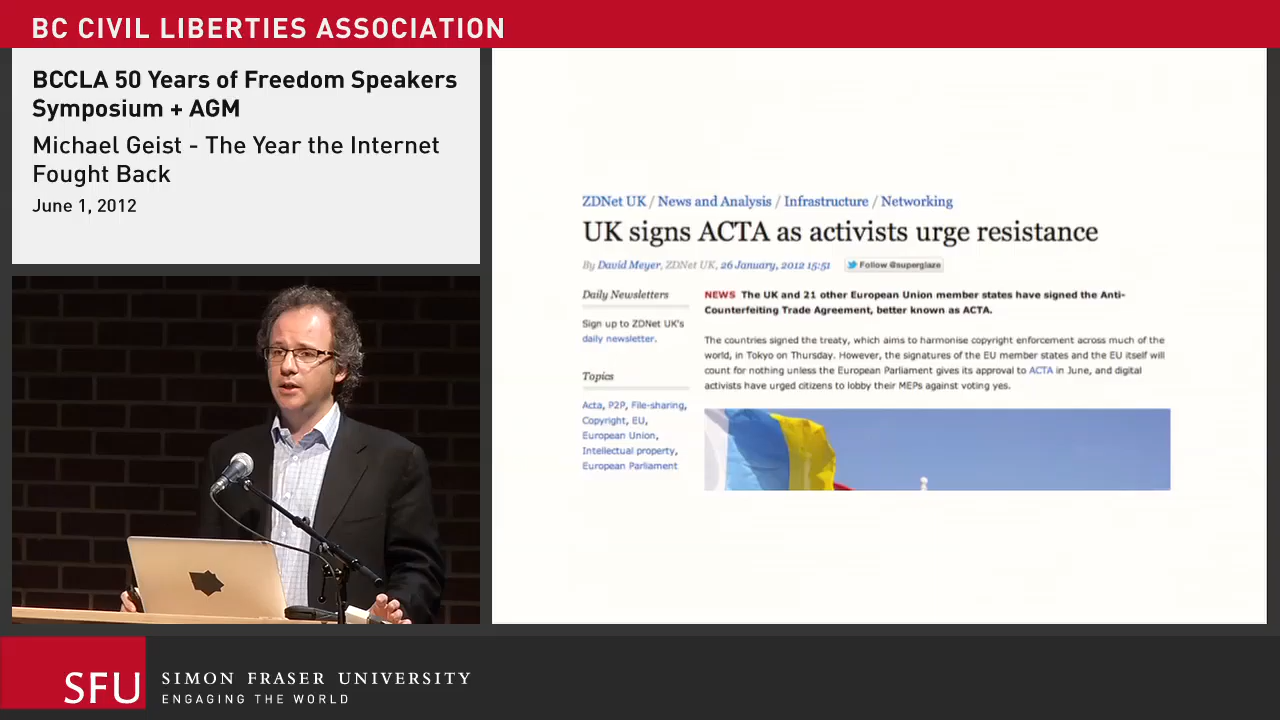 BC CIVIL LIBERTIES ASSOCIATION
BCCLA 50 Years of Freedom Speakers
Symposium + AGM
Michael Geist - The Year the Internet
Fought Back
June 1, 2012
ZDNet UK / News and Analysis / Infrastructure / Networking
UK signs ACTA as activists urge resistance
By David Meyer, ZDNet UK, 26 January, 2012 15:51
Follow @superglaze
Daily Newsletters
Sign up to ZDNet UK's
daily newsletter.
Topics
Acta, P2P, File-sharing,
Copyright, EU,
European Union,
Intellectual property,
European Parliament
NEWS The UK and 21 other European Union member states have signed the Anti-
Counterfeiting Trade Agreement, better known as ACTA.
The countries signed the treaty, which aims to harmonise copyright enforcement across much of the
world, in Tokyo on Thursday. However, the signatures of the EU member states and the EU itself will
count for nothing unless the European Parliament gives its approval to ACTA in June, and digital
activists have urged citizens to lobby their MEPs against voting yes.
SFU
SIMON FRASER UNIVERSITY
ENGAGING THE WORLD